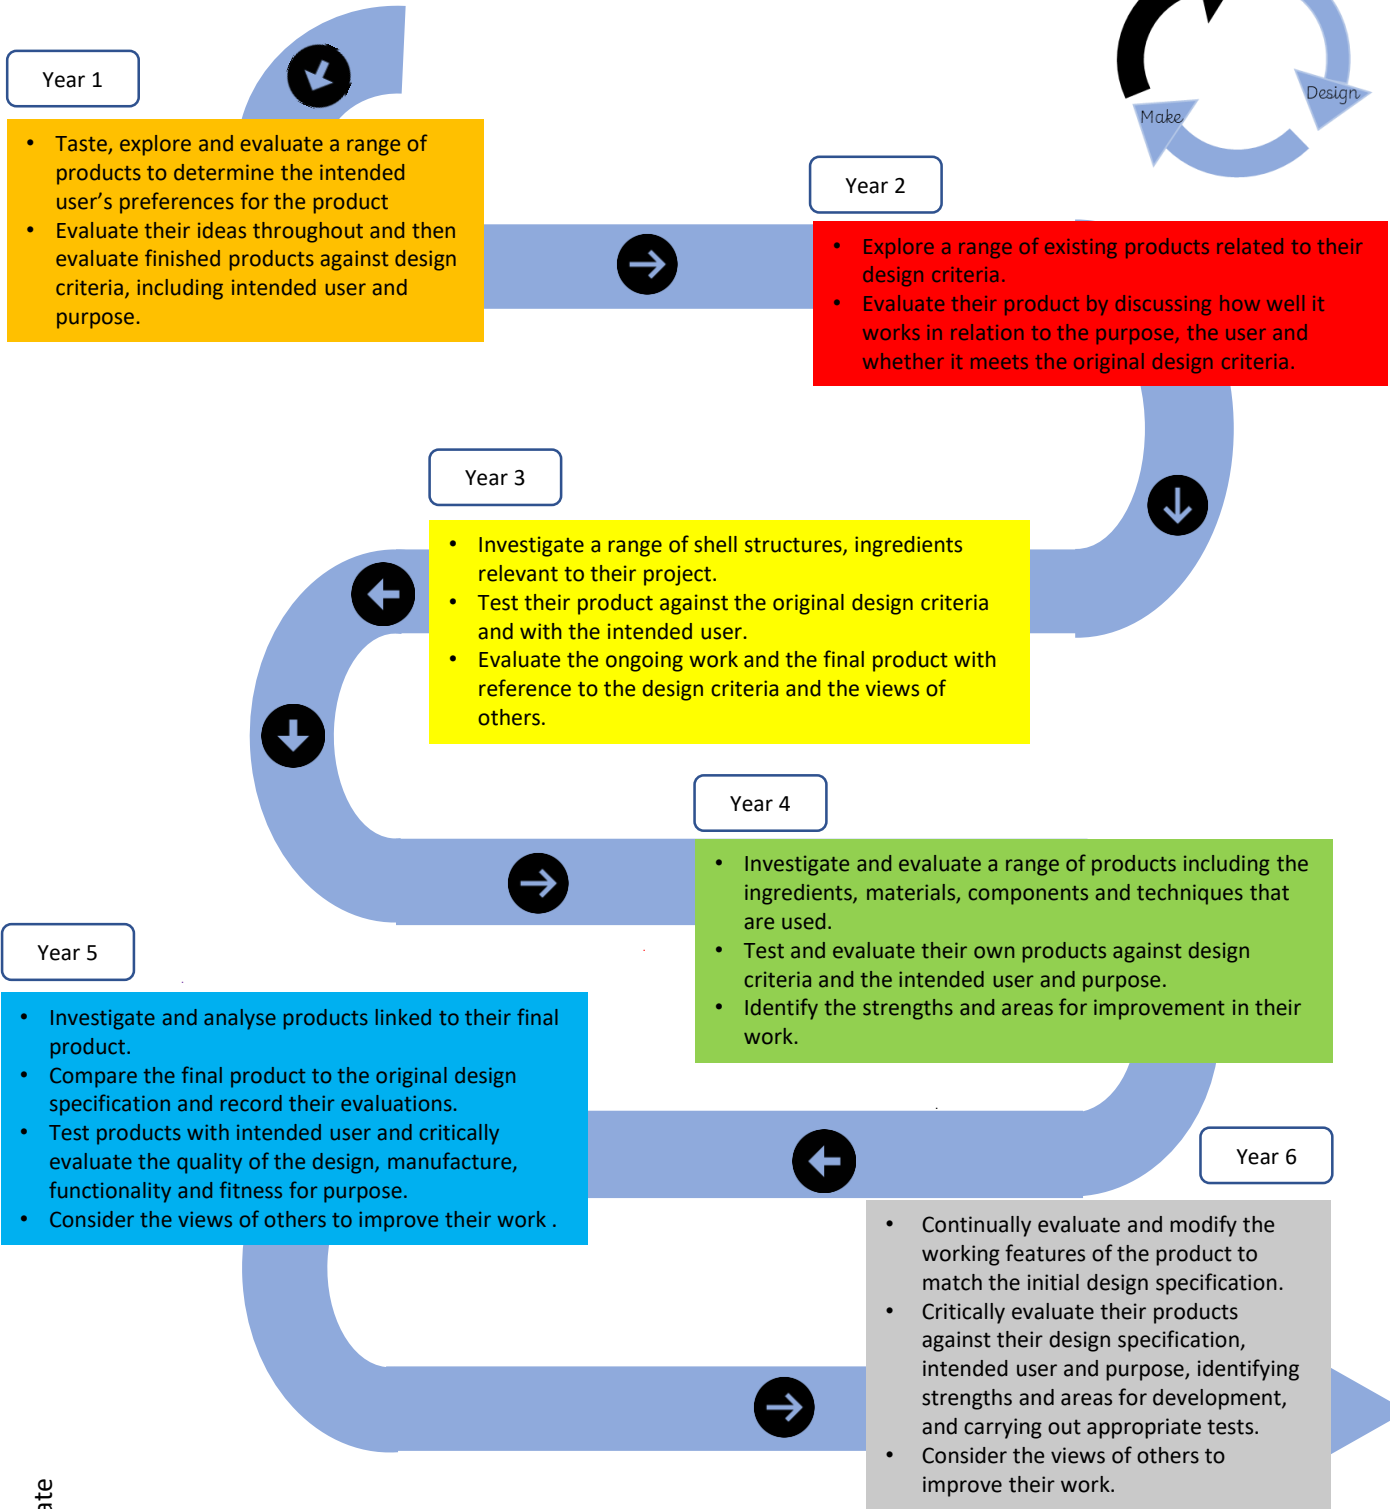 Design
Make
Year 1
• Taste, explore and evaluate a range of
products to determine the intended
user’s preferences for the product
• Evaluate their ideas throughout and then
evaluate finished products against design
criteria, including intended user and
purpose.
Year 2
• Explore a range of existing products related to their
design criteria.
• Evaluate their product by discussing how well it
works in relation to the purpose, the user and
whether it meets the original design criteria.
Year 3
• Investigate a range of shell structures, ingredients
relevant to their project.
• Test their product against the original design criteria
and with the intended user.
• Evaluate the ongoing work and the final product with
reference to the design criteria and the views of
others.
Year 4
• Investigate and evaluate a range of products including the
ingredients, materials, components and techniques that
are used.
• Test and evaluate their own products against design
criteria and the intended user and purpose.
• Identify the strengths and areas for improvement in their
work.
Year 5
• Investigate and analyse products linked to their final
product.
• Compare the final product to the original design
specification and record their evaluations.
• Test products with intended user and critically
evaluate the quality of the design, manufacture,
functionality and fitness for purpose.
• Consider the views of others to improve their work .
Year 6
• Continually evaluate and modify the
working features of the product to
match the initial design specification.
• Critically evaluate their products
against their design specification,
intended user and purpose, identifying
strengths and areas for development,
and carrying out appropriate tests.
• Consider the views of others to
improve their work.